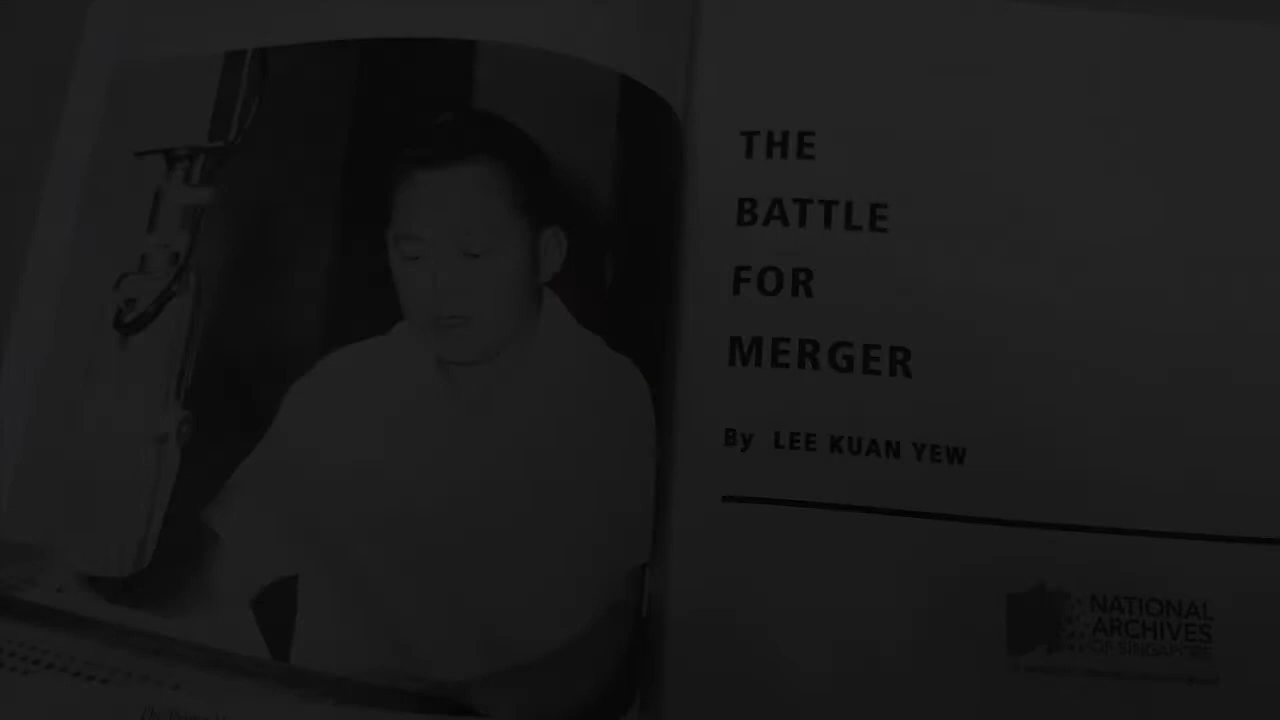 THE
BATTLE
FOR
MERGER
By LEE KUAN YEW
NATIONAL
ARCHIVES
OF SINGAPORE